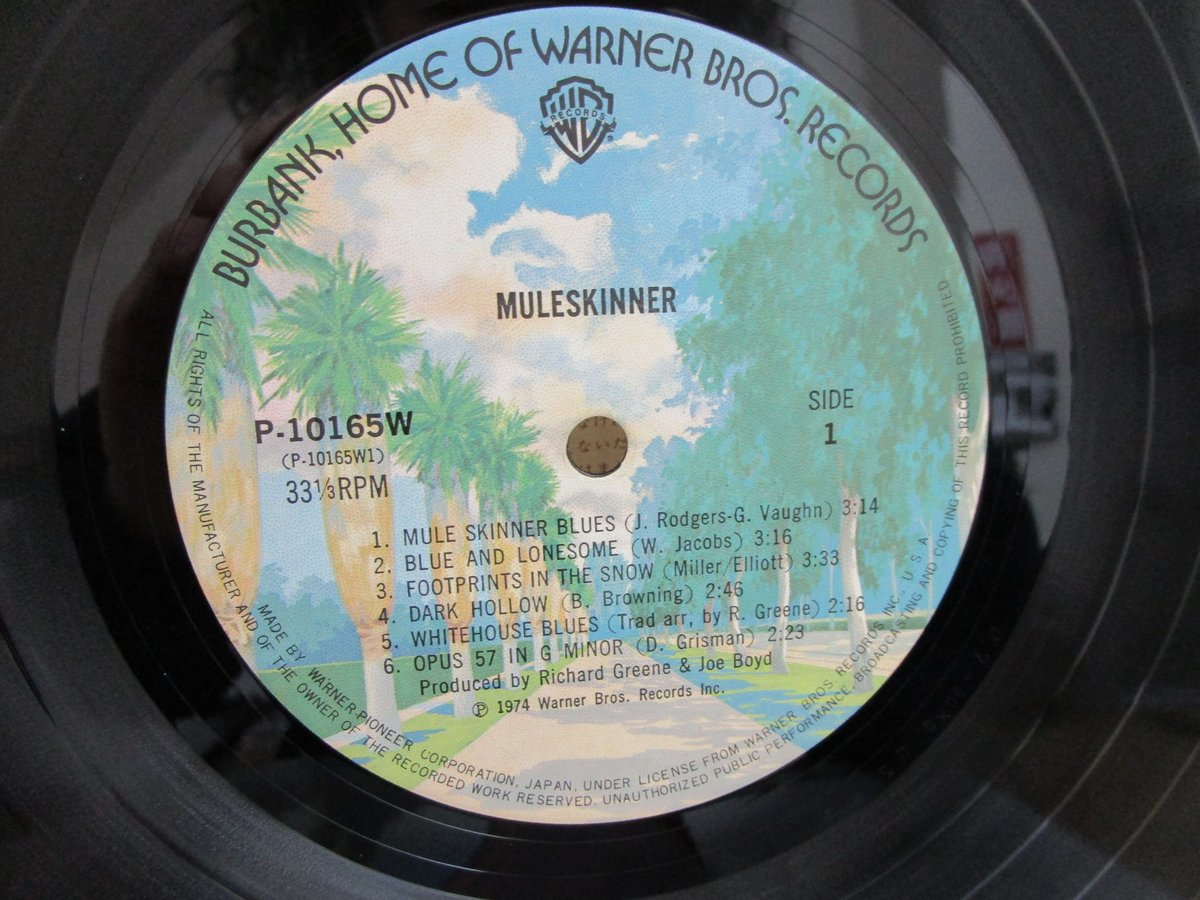 BURBANK, HOME OF WARNER BROS. RECORDS
RECORDS
MULESKINNER
P-10165W
(P-10165W1)
33⅓RPM
SIDE
1
1. MULE SKINNER BLUES (J. Rodgers-G. Vaughn) 3:14
2. BLUE AND LONESOME (W. Jacobs) 3:16
3. FOOTPRINTS IN THE SNOW (Miller/Elliott) 3:33
4. DARK HOLLOW (B. Browning) 2:46
5. WHITEHOUSE BLUES (Trad arr, by R. Greene) 2:16
6. OPUS 57 IN G MINOR (D. Grisman) 2:23
Produced by Richard Greene & Joe Boyd
℗ 1974 Warner Bros. Records Inc.
MADE BY WARNER-PIONEER CORPORATION, JAPAN, UNDER LICENSE FROM WARNER BROS RECORDS INC., U S A
ALL RIGHTS OF THE MANUFACTURER AND OF THE OWNER OF THE RECORDED WORK RESERVED. UNAUTHORIZED PUBLIC PERFORMANCE, BROADCASTING AND COPYING OF THIS RECORD PROHIBITED
ないだ